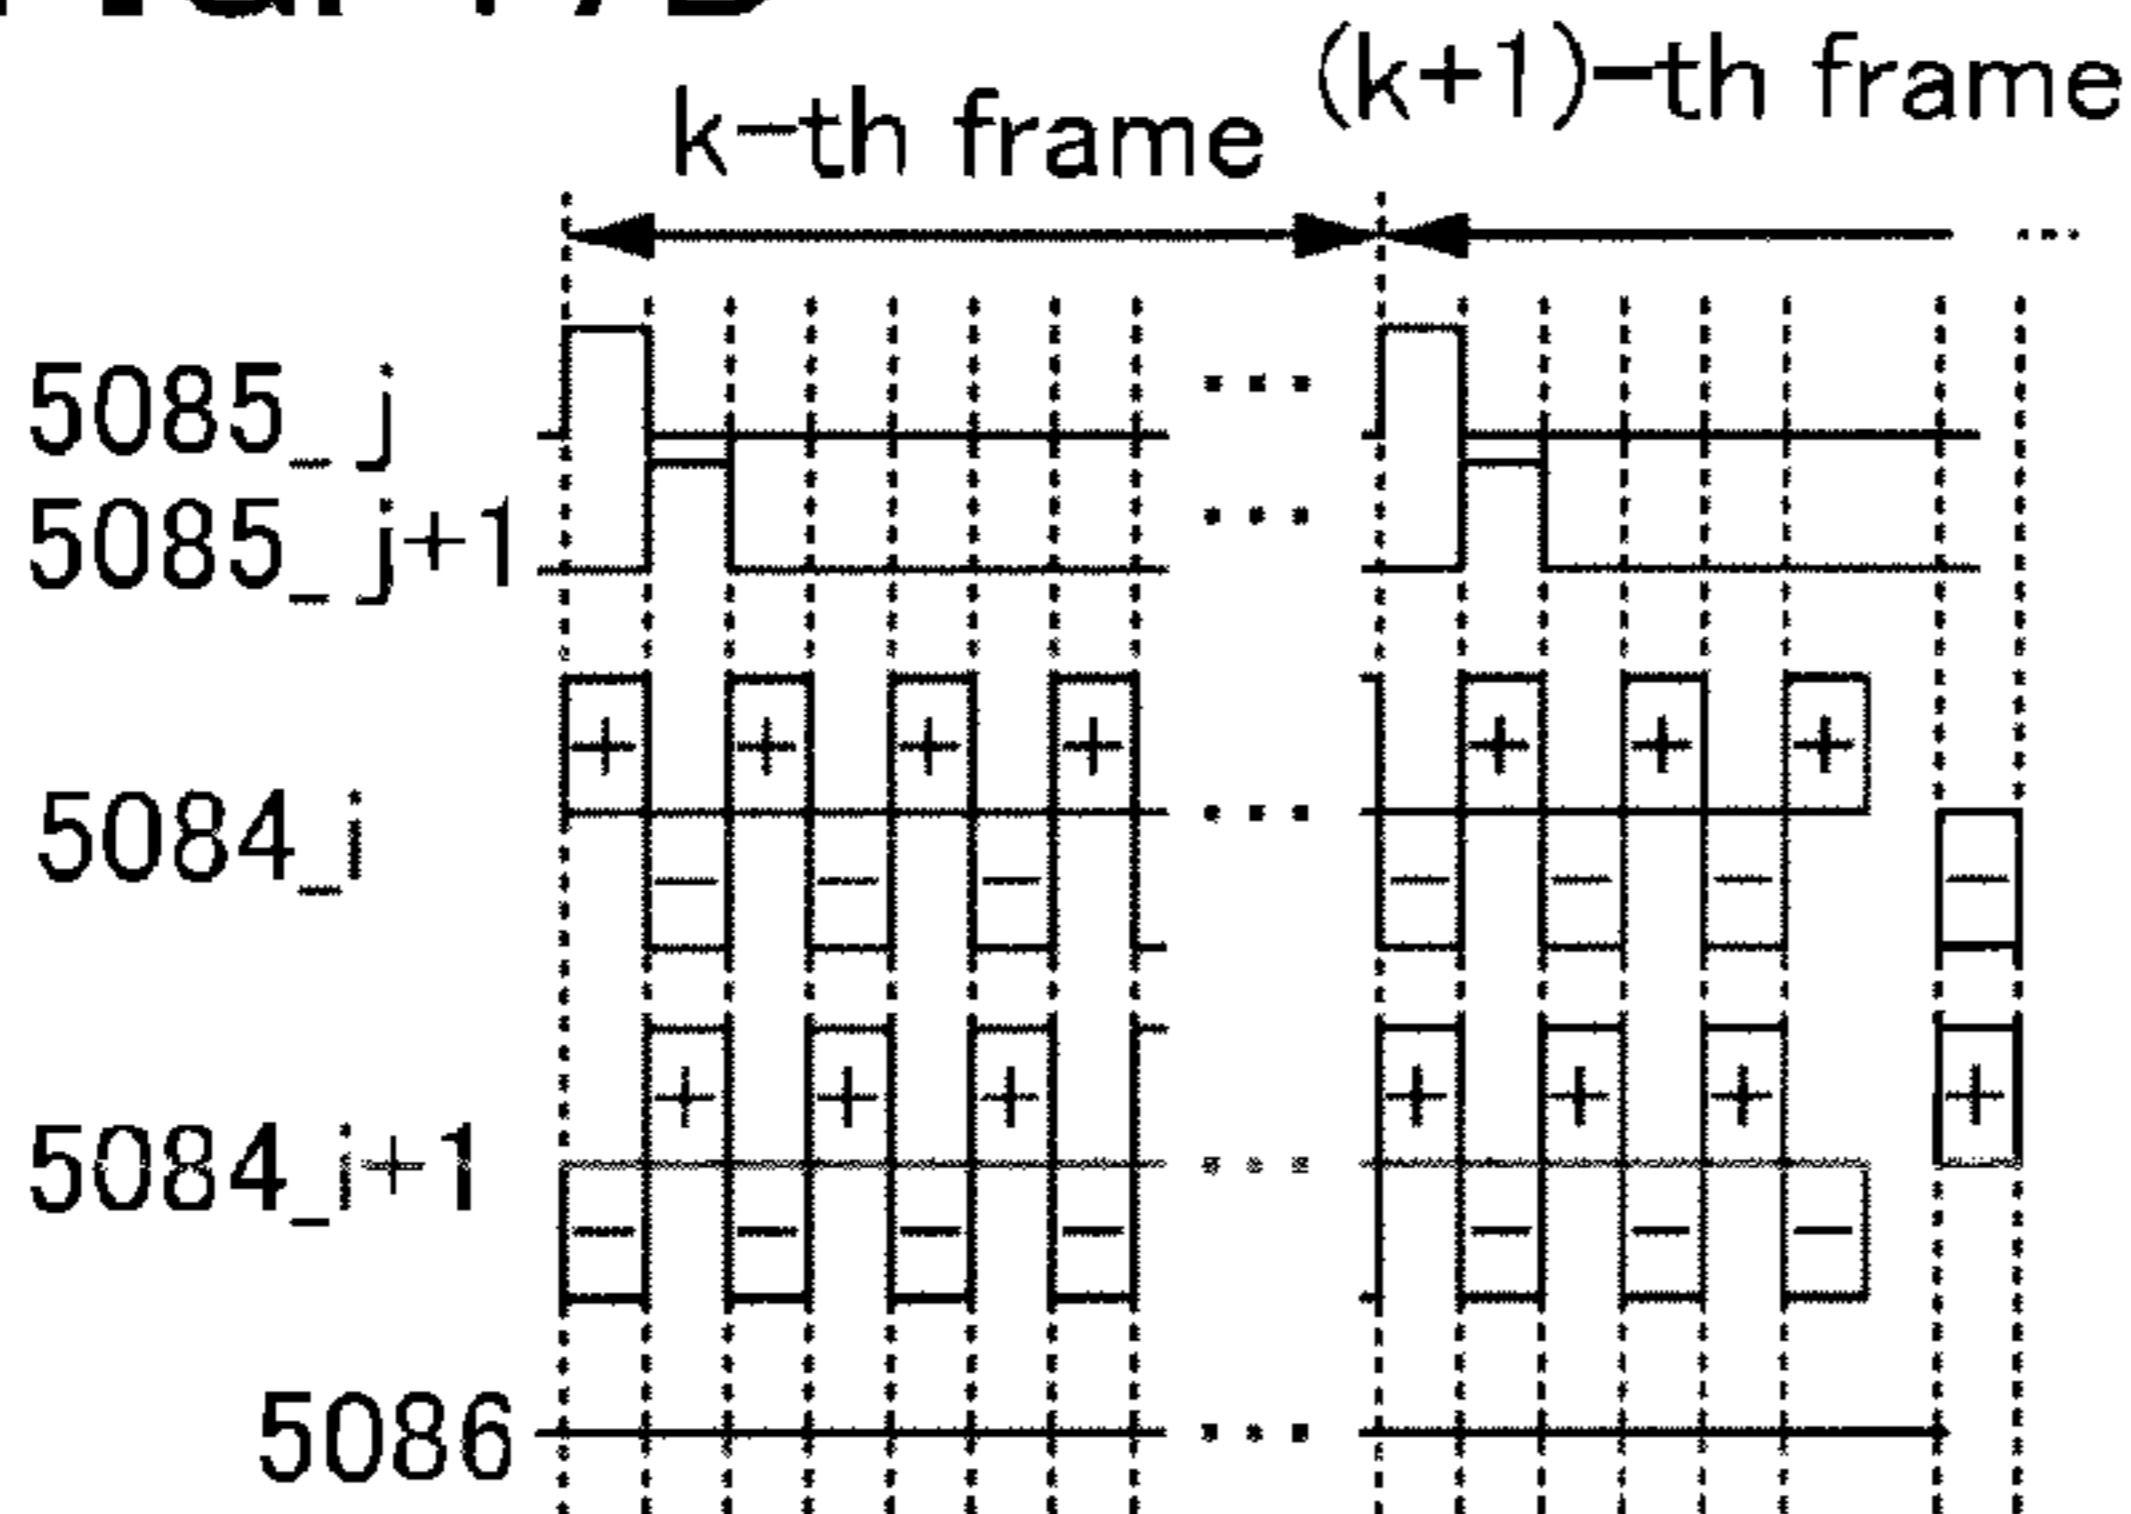 (k+1)-th frame
k-th frame
...
5085_j ...
5085_j+1 ...
+ + + + + + +
5084_i ...
− − − − − − −
+ + + + + + +
5084_i+1 ...
− − − − − − −
5086 ...